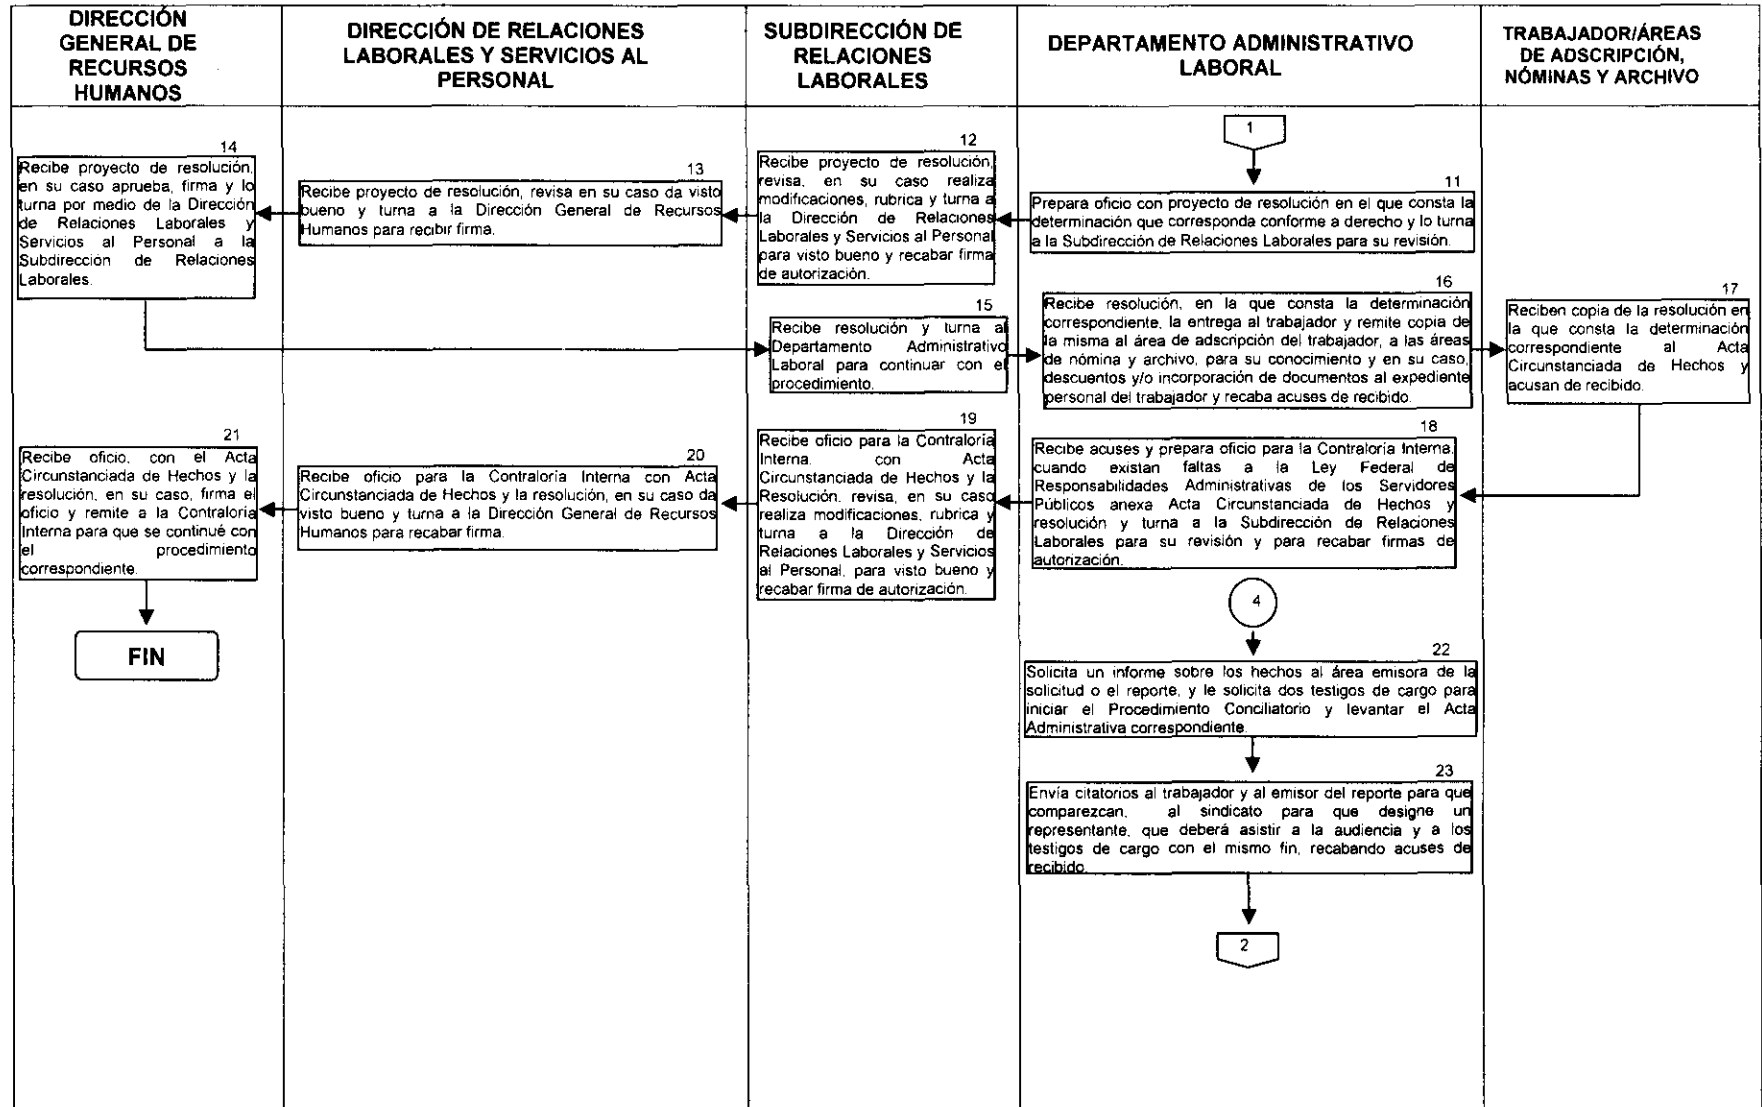 DIRECCIÓN
GENERAL DE
RECURSOS
HUMANOS
DIRECCIÓN DE RELACIONES
LABORALES Y SERVICIOS AL
PERSONAL
SUBDIRECCIÓN DE
RELACIONES
LABORALES
DEPARTAMENTO ADMINISTRATIVO
LABORAL
TRABAJADOR/ÁREAS
DE ADSCRIPCIÓN,
NÓMINAS Y ARCHIVO
1
11
Prepara oficio con proyecto de resolución en el que consta la
determinación que corresponda conforme a derecho y lo turna
a la Subdirección de Relaciones Laborales para su revisión.
12
Recibe proyecto de resolución,
revisa, en su caso realiza
modificaciones, rubrica y turna a
la Dirección de Relaciones
Laborales y Servicios al Personal
para visto bueno y recabar firma
de autorización.
13
Recibe proyecto de resolución, revisa en su caso da visto
bueno y turna a la Dirección General de Recursos
Humanos para recibir firma.
14
Recibe proyecto de resolución,
en su caso aprueba, firma y lo
turna por medio de la Dirección
de Relaciones Laborales y
Servicios al Personal a la
Subdirección de Relaciones
Laborales.
15
Recibe resolución y turna al
Departamento Administrativo
Laboral para continuar con el
procedimiento.
16
Recibe resolución, en la que consta la determinación
correspondiente, la entrega al trabajador y remite copia de
la misma al área de adscripción del trabajador, a las áreas
de nómina y archivo, para su conocimiento y en su caso,
descuentos y/o incorporación de documentos al expediente
personal del trabajador y recaba acuses de recibido.
17
Reciben copia de la resolución en
la que consta la determinación
correspondiente al Acta
Circunstanciada de Hechos y
acusan de recibido.
18
Recibe acuses y prepara oficio para la Contraloría Interna,
cuando existan faltas a la Ley Federal de
Responsabilidades Administrativas de los Servidores
Públicos anexa Acta Circunstanciada de Hechos y
resolución y turna a la Subdirección de Relaciones
Laborales para su revisión y para recabar firmas de
autorización.
19
Recibe oficio para la Contraloría
Interna, con Acta
Circunstanciada de Hechos y la
Resolución, revisa, en su caso
realiza modificaciones, rubrica y
turna a la Dirección de
Relaciones Laborales y Servicios
al Personal, para visto bueno y
recabar firma de autorización.
20
Recibe oficio para la Contraloría Interna con Acta
Circunstanciada de Hechos y la resolución, en su caso da
visto bueno y turna a la Dirección General de Recursos
Humanos para recabar firma.
21
Recibe oficio, con el Acta
Circunstanciada de Hechos y la
resolución, en su caso, firma el
oficio y remite a la Contraloría
Interna para que se continué con
el procedimiento
correspondiente.
FIN
4
22
Solicita un informe sobre los hechos al área emisora de la
solicitud o el reporte, y le solicita dos testigos de cargo para
iniciar el Procedimiento Conciliatorio y levantar el Acta
Administrativa correspondiente.
23
Envía citatorios al trabajador y al emisor del reporte para que
comparezcan, al sindicato para que designe un
representante, que deberá asistir a la audiencia y a los
testigos de cargo con el mismo fin, recabando acuses de
recibido.
2